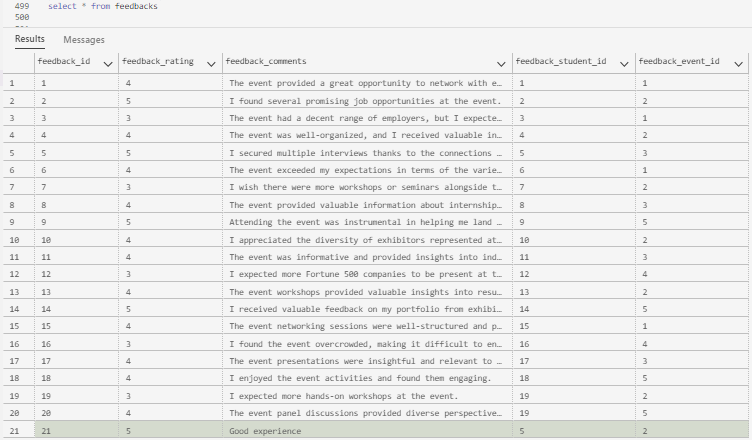 499 select * from feedbacks
500
Results Messages
feedback_id feedback_rating feedback_comments feedback_student_id feedback_event_id
1 1 4 The event provided a great opportunity to network with e… 1 1
2 2 5 I found several promising job opportunities at the event. 2 2
3 3 3 The event had a decent range of employers, but I expecte… 3 1
4 4 4 The event was well-organized, and I received valuable in… 4 2
5 5 5 I secured multiple interviews thanks to the connections … 5 3
6 6 4 The event exceeded my expectations in terms of the varie… 6 1
7 7 3 I wish there were more workshops or seminars alongside t… 7 2
8 8 4 The event provided valuable information about internship… 8 3
9 9 5 Attending the event was instrumental in helping me land … 9 5
10 10 4 I appreciated the diversity of exhibitors represented at… 10 2
11 11 4 The event was informative and provided insights into ind… 11 3
12 12 3 I expected more Fortune 500 companies to be present at t… 12 4
13 13 4 The event workshops provided valuable insights into resu… 13 2
14 14 5 I received valuable feedback on my portfolio from exhibi… 14 5
15 15 4 The event networking sessions were well-structured and p… 15 1
16 16 3 I found the event overcrowded, making it difficult to en… 16 4
17 17 4 The event presentations were insightful and relevant to … 17 3
18 18 4 I enjoyed the event activities and found them engaging. 18 5
19 19 3 I expected more hands-on workshops at the event. 19 2
20 20 4 The event panel discussions provided diverse perspective… 19 5
21 21 5 Good experience 5 2